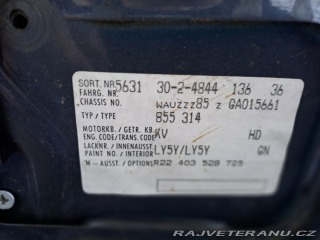 SORT. NR. 5631 30-2-4844 136 36
FAHRG. NR.
CHASSIS NO. WAUZZZ85 Z GA015661
TYP / TYPE 855 314
MOTORKB. / GETR. KB.
ENG. CODE / TRANS. CODE KV HD
LACKNR. / INNENAUSST.
PAINT NO. / INTERIOR LY5Y/LY5Y GN
M - AUSST. / OPTIONS R22 403 528 725
RAJVETERANU.CZ